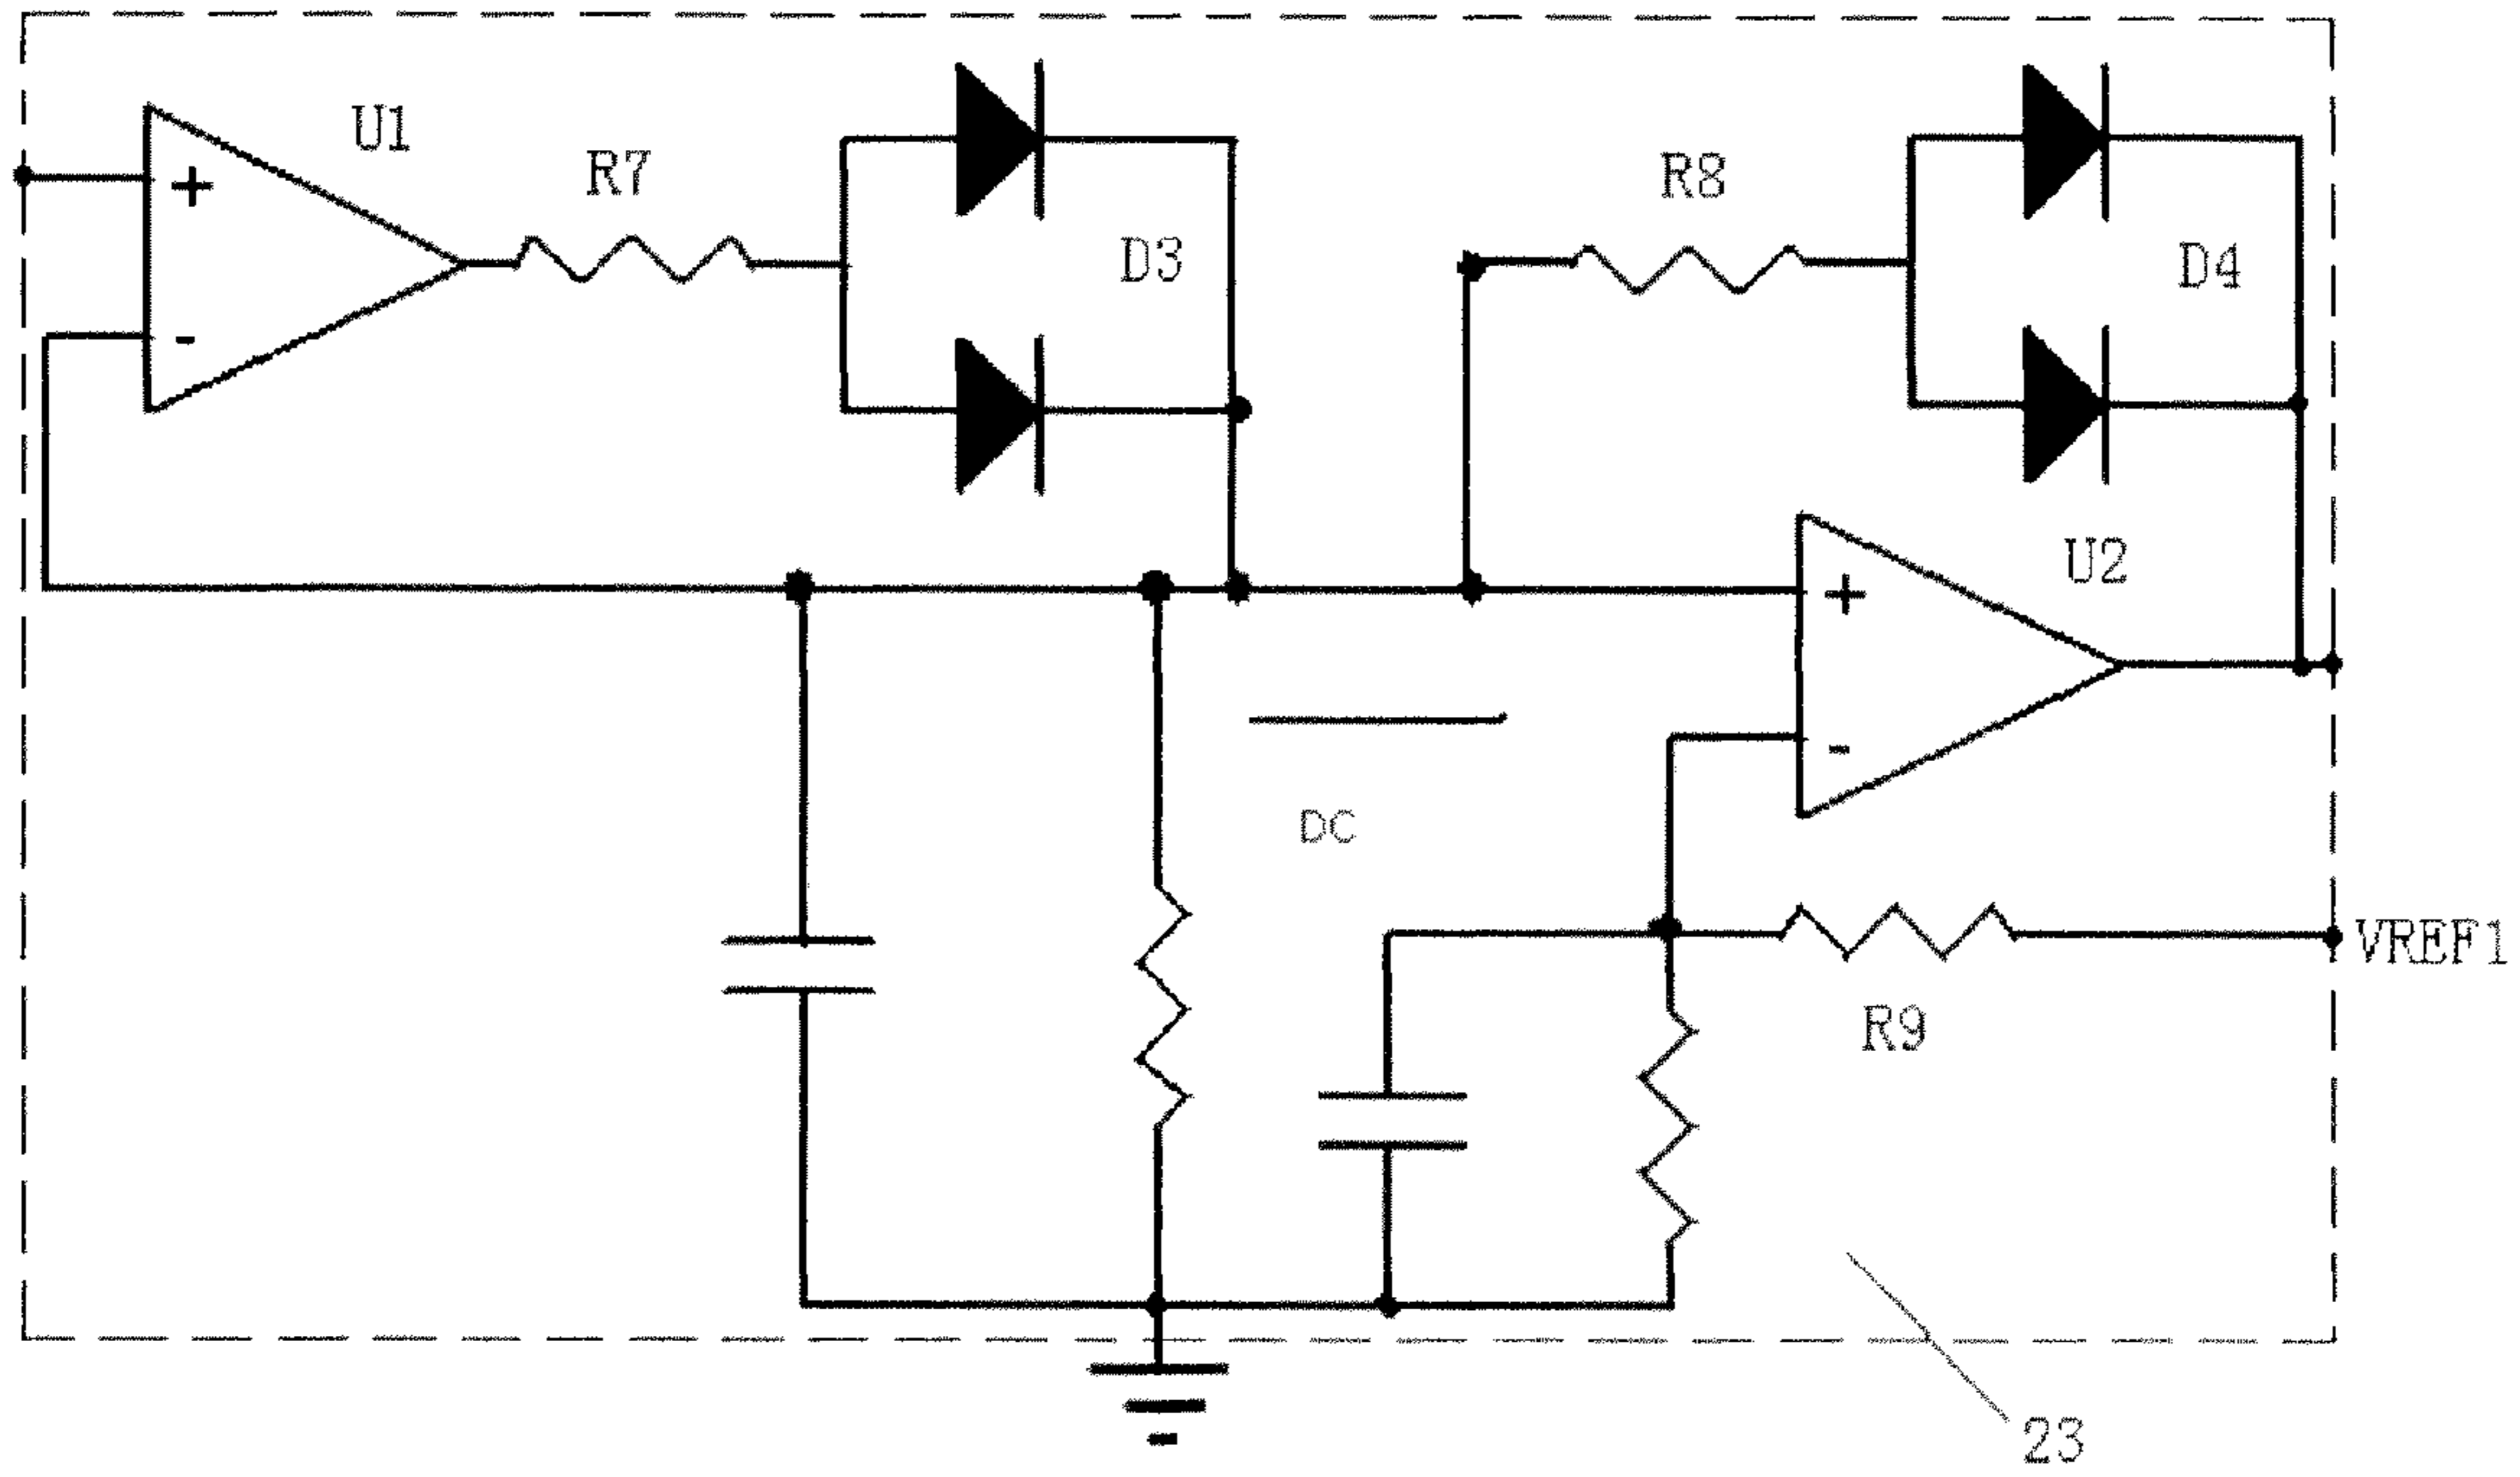 U1
R7
R8
D3
D4
+
-
U2
+
-
DC
VREF1
R9
23